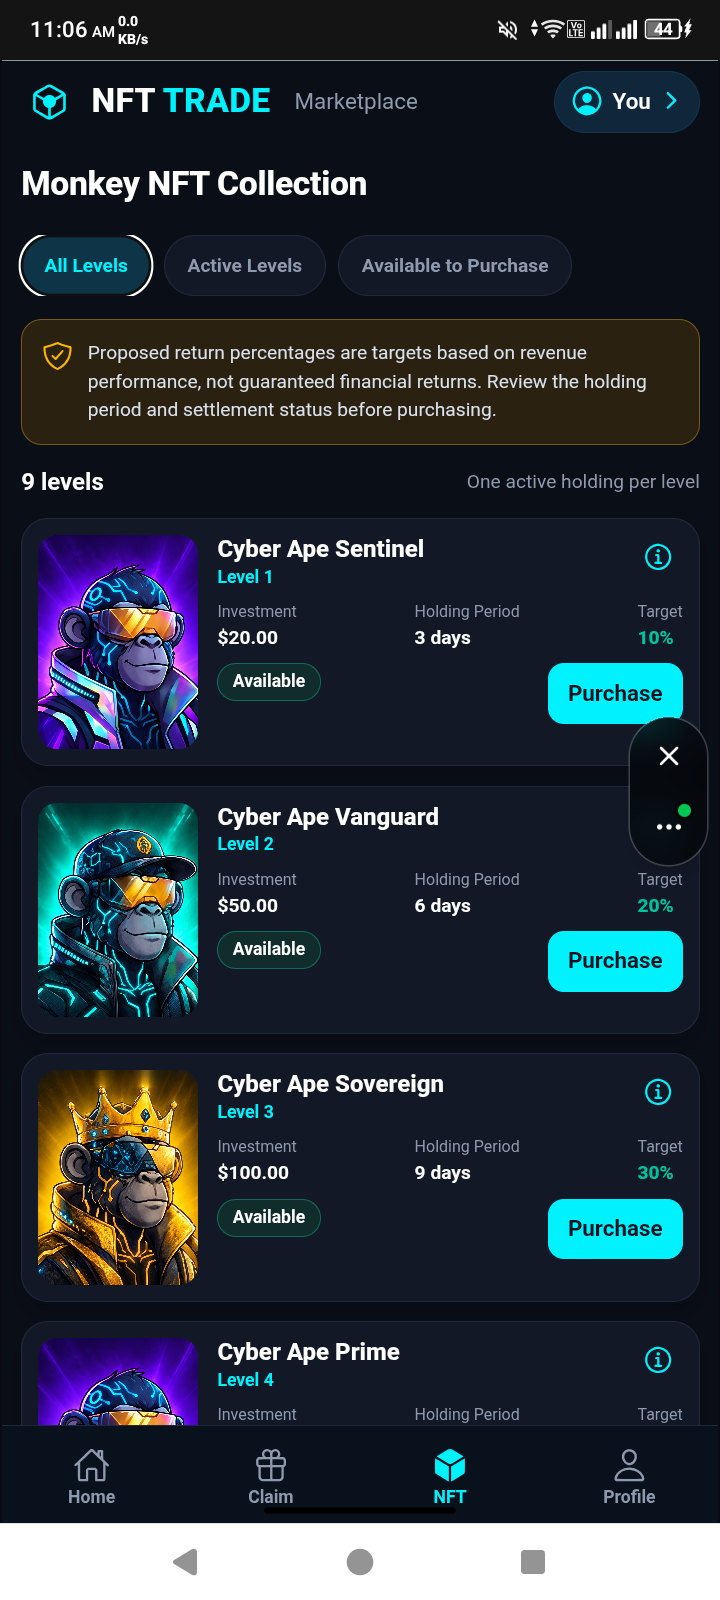 11:06 AM 0.0 KB/s
Vo LTE 44
NFT TRADE Marketplace You
Monkey NFT Collection
All Levels Active Levels Available to Purchase
Proposed return percentages are targets based on revenue
performance, not guaranteed financial returns. Review the holding
period and settlement status before purchasing.
9 levels One active holding per level
Cyber Ape Sentinel
Level 1
Investment Holding Period Target
$20.00 3 days 10%
Available Purchase
Cyber Ape Vanguard
Level 2
Investment Holding Period Target
$50.00 6 days 20%
Available Purchase
Cyber Ape Sovereign
Level 3
Investment Holding Period Target
$100.00 9 days 30%
Available Purchase
Cyber Ape Prime
Level 4
Investment Holding Period Target
Home Claim NFT Profile